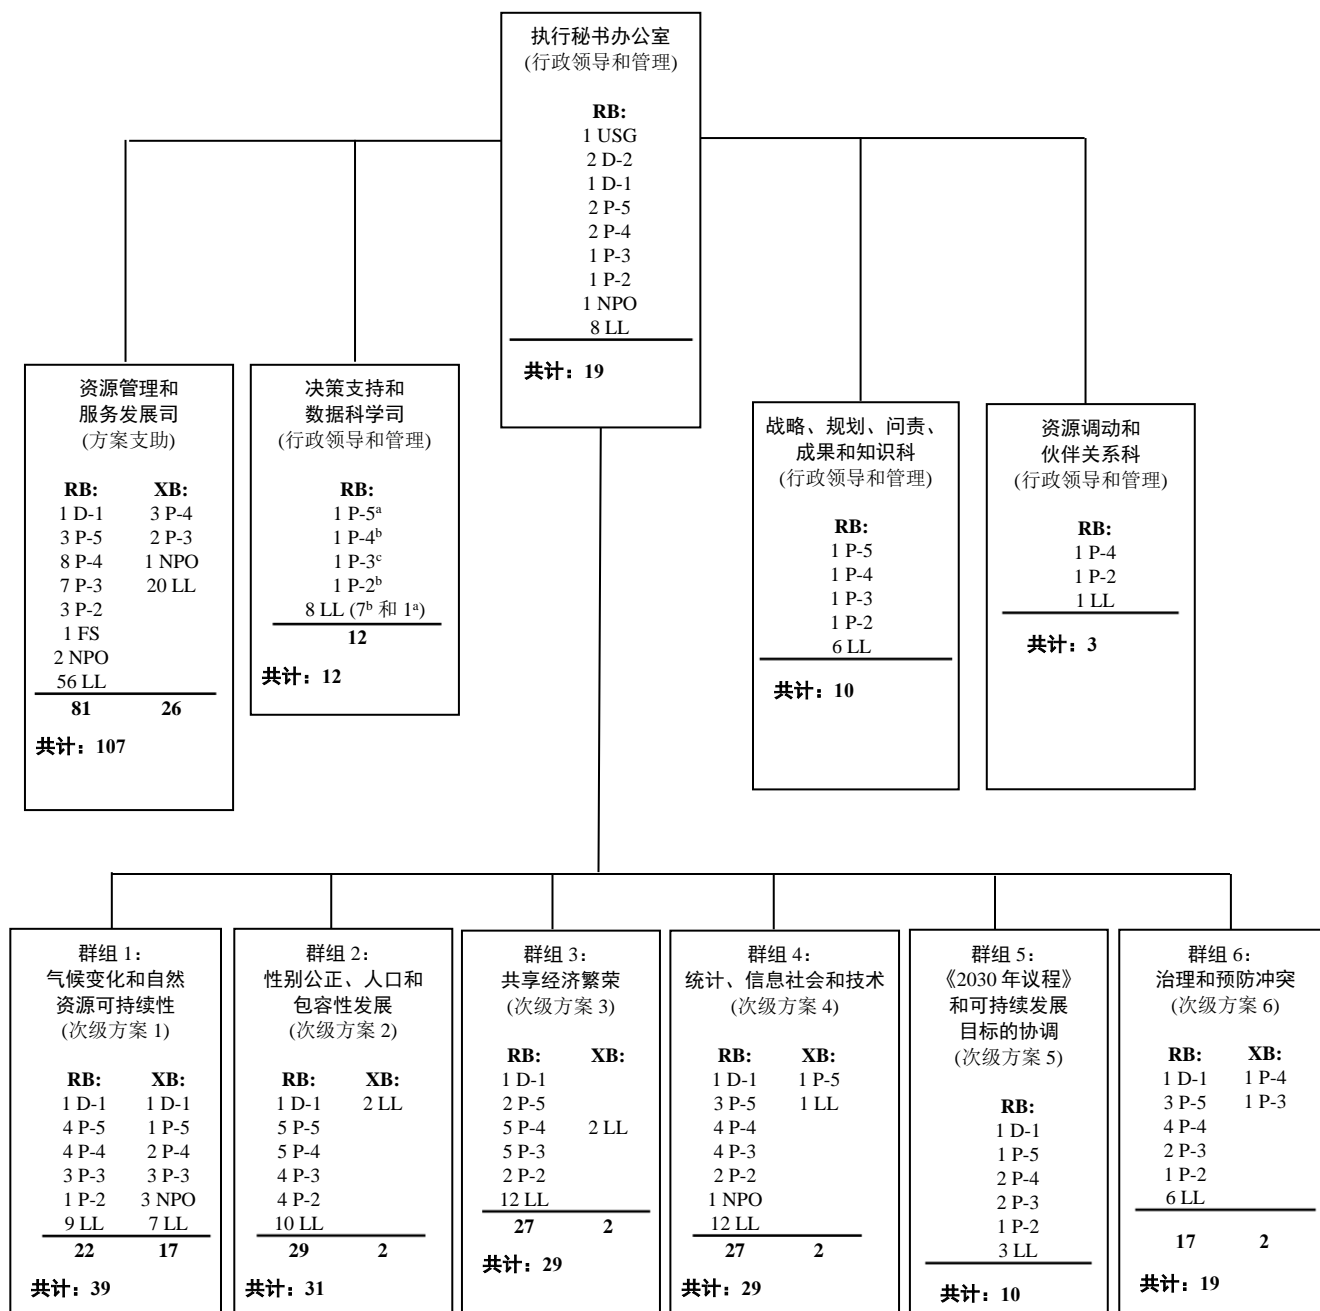 执行秘书办公室
(行政领导和管理)
RB:
1 USG
2 D-2
1 D-1
2 P-5
2 P-4
1 P-3
1 P-2
1 NPO
8 LL
共计：19
资源管理和
服务发展司
(方案支助)
RB: XB:
1 D-1 3 P-4
3 P-5 2 P-3
8 P-4 1 NPO
7 P-3 20 LL
3 P-2
1 FS
2 NPO
56 LL
81 26
共计：107
决策支持和
数据科学司
(行政领导和管理)
RB:
1 P-5ᵃ
1 P-4ᵇ
1 P-3ᶜ
1 P-2ᵇ
8 LL (7ᵇ 和 1ᵃ)
12
共计：12
战略、规划、问责、
成果和知识科
(行政领导和管理)
RB:
1 P-5
1 P-4
1 P-3
1 P-2
6 LL
共计：10
资源调动和
伙伴关系科
(行政领导和管理)
RB:
1 P-4
1 P-2
1 LL
共计：3
群组 1：
气候变化和自然
资源可持续性
(次级方案 1)
RB: XB:
1 D-1 1 D-1
4 P-5 1 P-5
4 P-4 2 P-4
3 P-3 3 P-3
1 P-2 3 NPO
9 LL 7 LL
22 17
共计：39
群组 2：
性别公正、人口和
包容性发展
(次级方案 2)
RB: XB:
1 D-1 2 LL
5 P-5
5 P-4
4 P-3
4 P-2
10 LL
29 2
共计：31
群组 3：
共享经济繁荣
(次级方案 3)
RB: XB:
1 D-1
2 P-5
5 P-4 2 LL
5 P-3
2 P-2
12 LL
27 2
共计：29
群组 4：
统计、信息社会和技术
(次级方案 4)
RB: XB:
1 D-1 1 P-5
3 P-5 1 LL
4 P-4
4 P-3
2 P-2
1 NPO
12 LL
27 2
共计：29
群组 5：
《2030 年议程》
和可持续发展
目标的协调
(次级方案 5)
RB:
1 D-1
1 P-5
2 P-4
2 P-3
1 P-2
3 LL
共计：10
群组 6：
治理和预防冲突
(次级方案 6)
RB: XB:
1 D-1 1 P-4
3 P-5 1 P-3
4 P-4
2 P-3
1 P-2
6 LL
17 2
共计：19